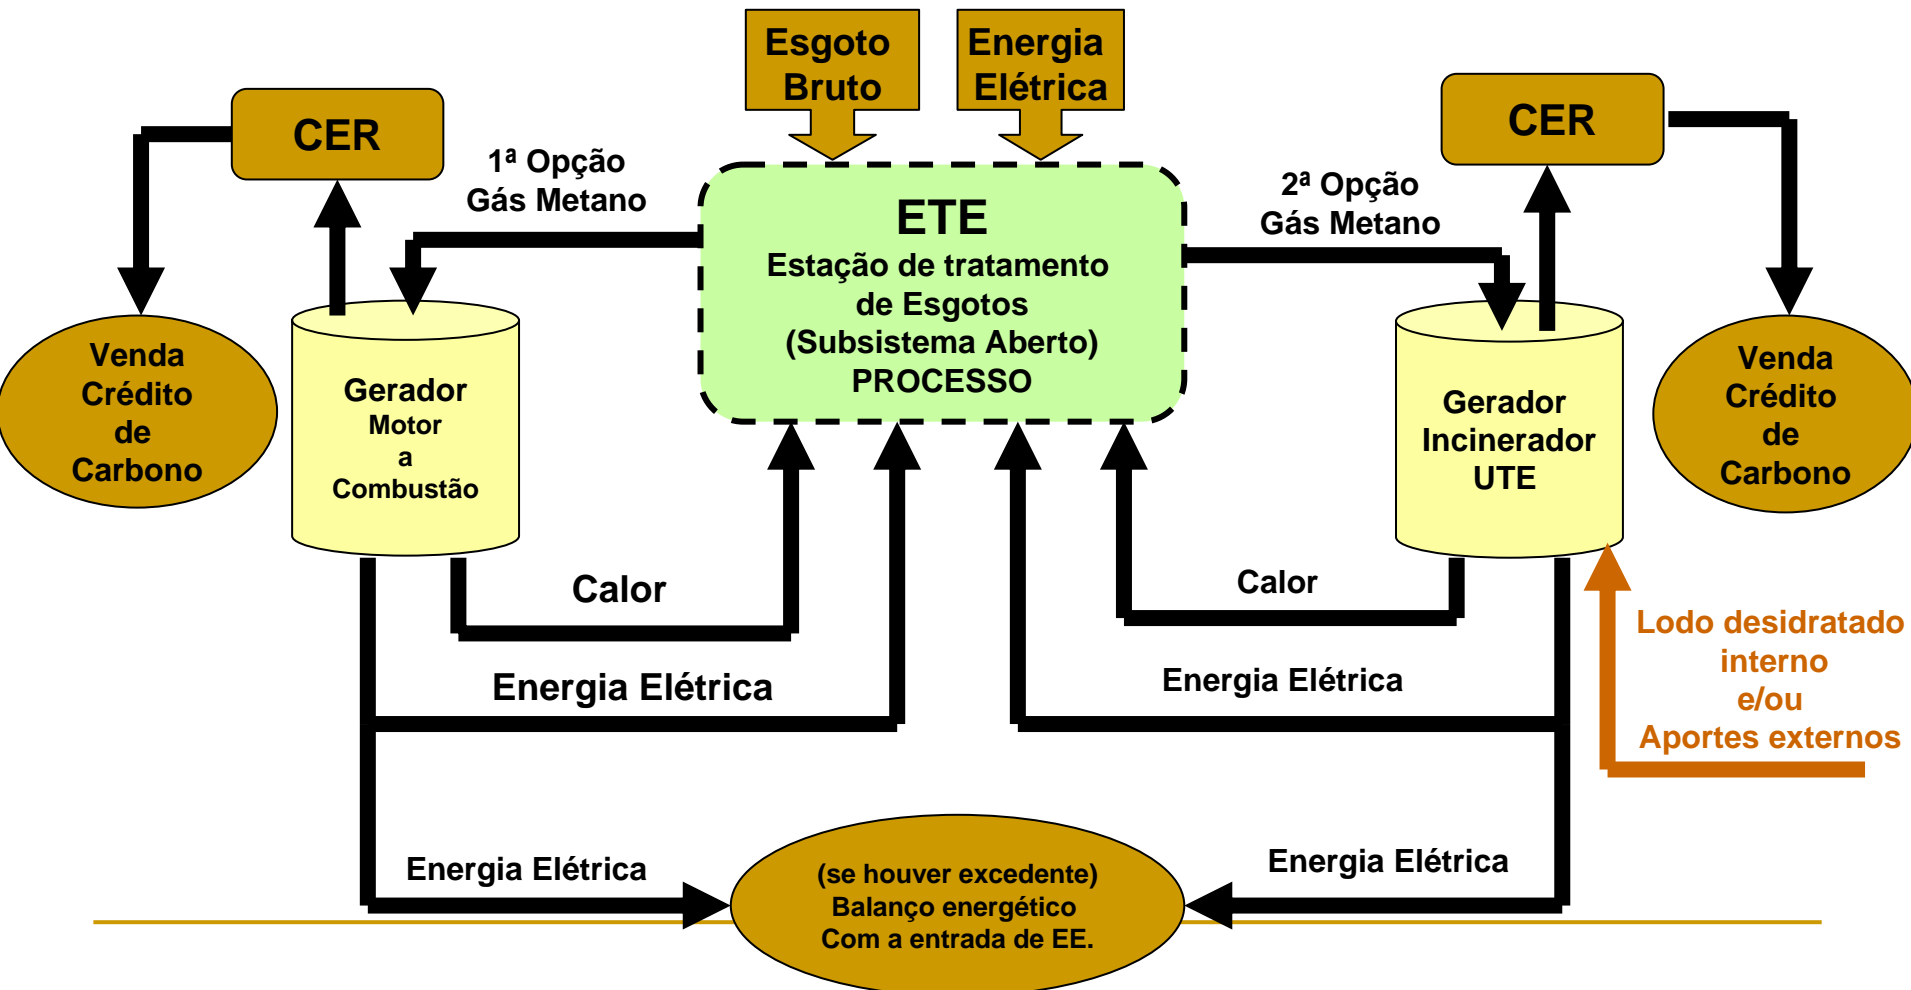 Esgoto
Bruto
Energia
Elétrica
CER
CER
1ª Opção
Gás Metano
2ª Opção
Gás Metano
ETE
Estação de tratamento
de Esgotos
(Subsistema Aberto)
PROCESSO
Venda
Crédito
de
Carbono
Gerador
Motor
a
Combustão
Gerador
Incinerador
UTE
Venda
Crédito
de
Carbono
Calor
Calor
Energia Elétrica
Energia Elétrica
Lodo desidratado
interno
e/ou
Aportes externos
Energia Elétrica
Energia Elétrica
(se houver excedente)
Balanço energético
Com a entrada de EE.